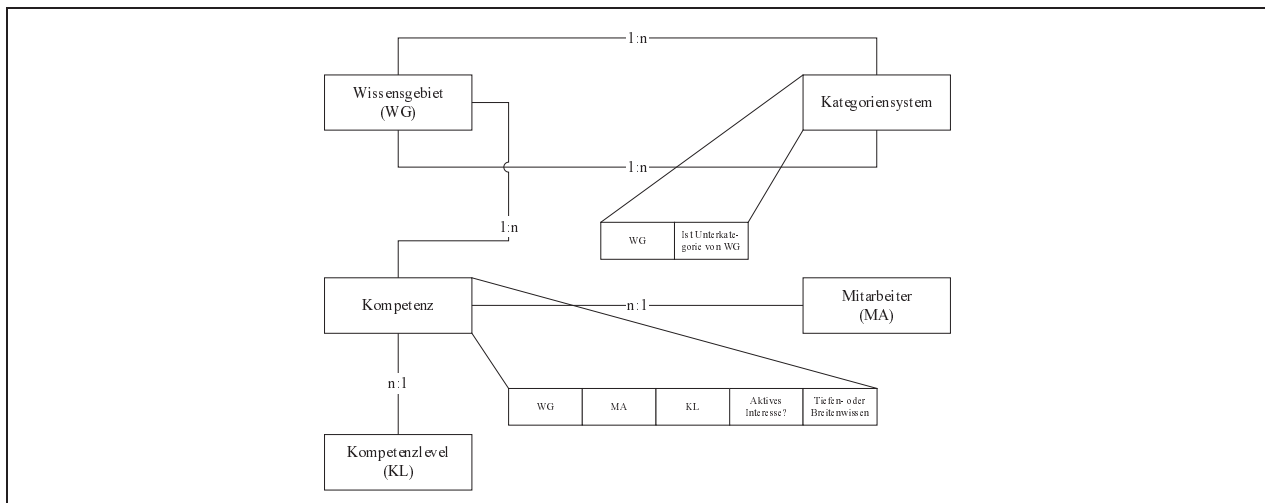 1:n
Wissensgebiet
(WG)
Kategoriensystem
1:n
1:n
WG
Ist Unterkate-
gorie von WG
Kompetenz
n:1
Mitarbeiter
(MA)
n:1
WG
MA
KL
Aktives
Interesse?
Tiefen- oder
Breitenwissen
Kompetenzlevel
(KL)